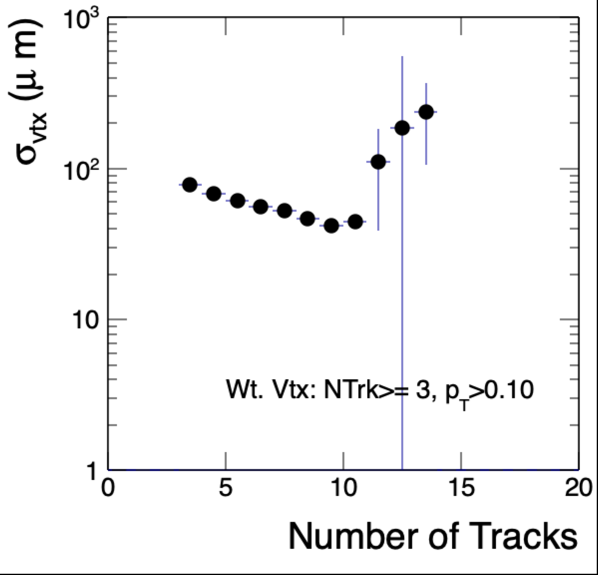 σvtx (μ m)
10³
10²
10
1
Wt. Vtx: NTrk>= 3, pT>0.10
0 5 10 15 20
Number of Tracks